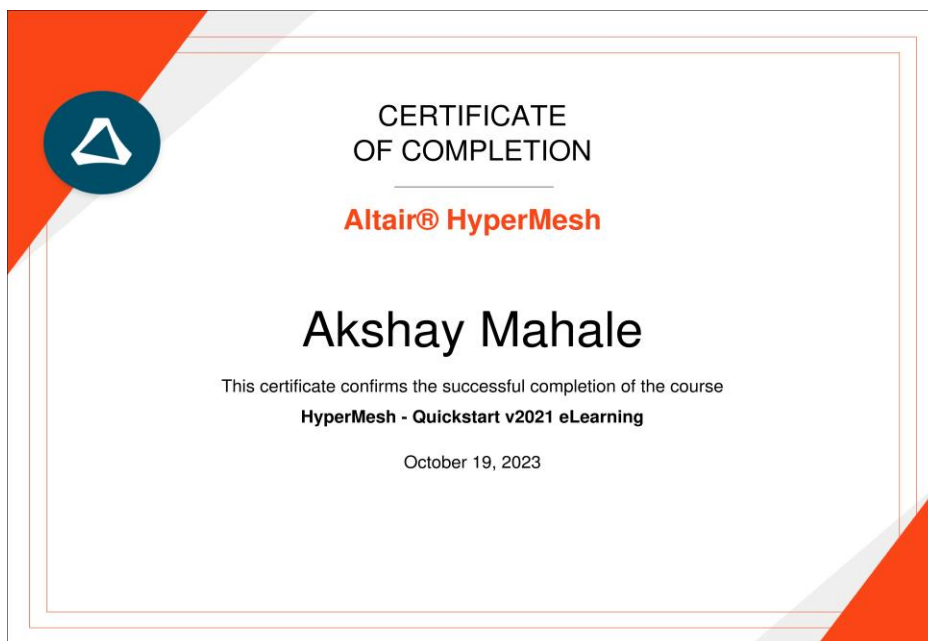 CERTIFICATE
OF COMPLETION
Altair® HyperMesh
Akshay Mahale
This certificate confirms the successful completion of the course
HyperMesh - Quickstart v2021 eLearning
October 19, 2023